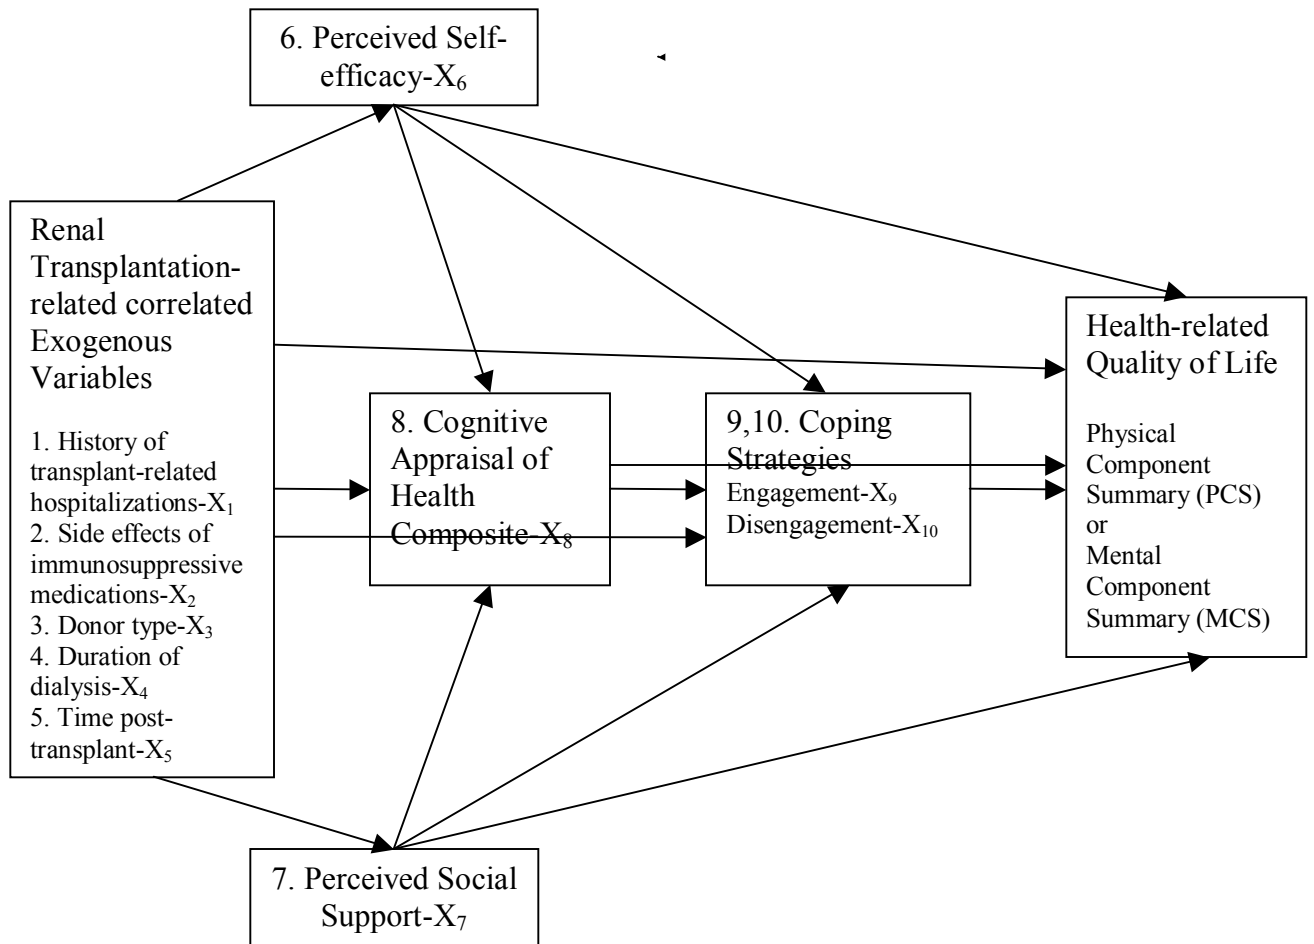 6. Perceived Self-
efficacy-X₆
Renal
Transplantation-
related correlated
Exogenous
Variables
1. History of
transplant-related
hospitalizations-X₁
2. Side effects of
immunosuppressive
medications-X₂
3. Donor type-X₃
4. Duration of
dialysis-X₄
5. Time post-
transplant-X₅
8. Cognitive
Appraisal of
Health
Composite-X₈
9,10. Coping
Strategies
Engagement-X₉
Disengagement-X₁₀
Health-related
Quality of Life
Physical
Component
Summary (PCS)
or
Mental
Component
Summary (MCS)
7. Perceived Social
Support-X₇